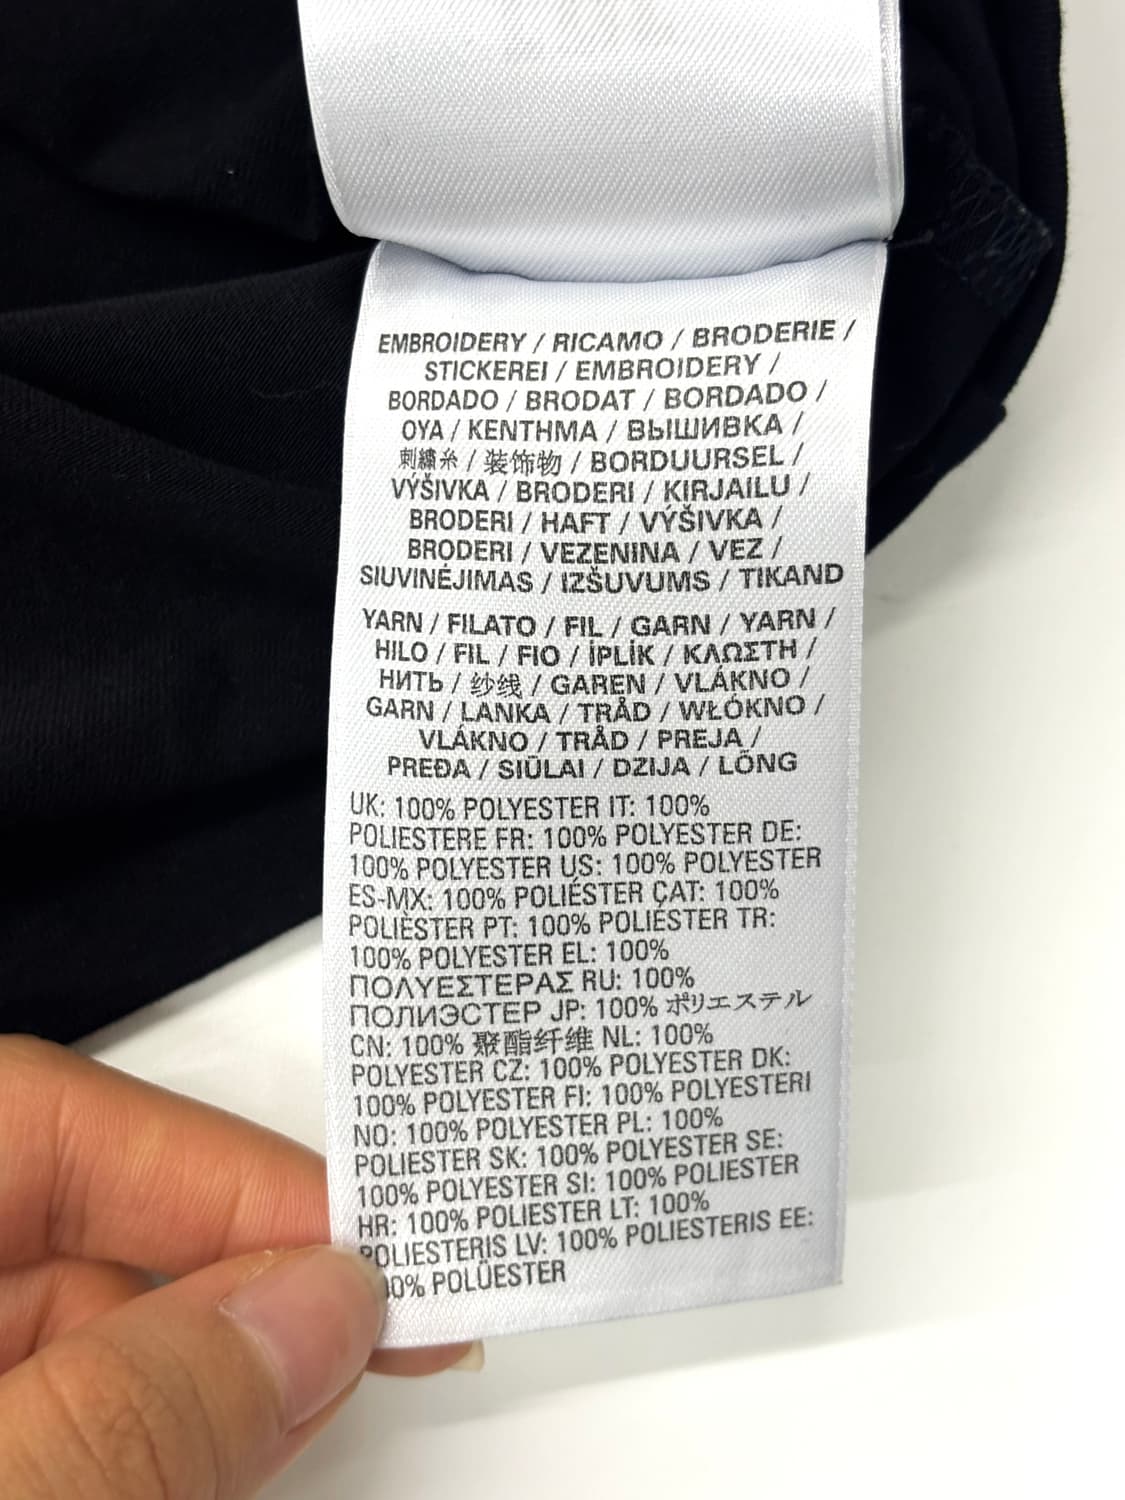 EMBROIDERY / RICAMO / BRODERIE /
STICKEREI / EMBROIDERY /
BORDADO / BRODAT / BORDADO /
OYA / KENTHMA / ВЫШИВКА /
刺繍糸 / 装饰物 / BORDUURSEL /
VÝŠIVKA / BRODERI / KIRJAILU /
BRODERI / HAFT / VÝŠIVKA /
BRODERI / VEZENINA / VEZ /
SIUVINĖJIMAS / IZŠUVUMS / TIKAND
YARN / FILATO / FIL / GARN / YARN /
HILO / FIL / FIO / İPLİK / ΚΛΩΣΤΗ /
НИТЬ / 纱线 / GAREN / VLÁKNO /
GARN / LANKA / TRÅD / WŁÓKNO /
VLÁKNO / TRÅD / PREJA /
PREĐA / SIŪLAI / DZIJA / LÕNG
UK: 100% POLYESTER IT: 100%
POLIESTERE FR: 100% POLYESTER DE:
100% POLYESTER US: 100% POLYESTER
ES-MX: 100% POLIÉSTER CAT: 100%
POLIÈSTER PT: 100% POLIÉSTER TR:
100% POLYESTER EL: 100%
ΠΟΛΥΕΣΤΕΡΑΣ RU: 100%
ПОЛИЭСТЕР JP: 100% ポリエステル
CN: 100% 聚酯纤维 NL: 100%
POLYESTER CZ: 100% POLYESTER DK:
100% POLYESTER FI: 100% POLYESTERI
NO: 100% POLYESTER PL: 100%
POLIESTER SK: 100% POLYESTER SE:
100% POLYESTER SI: 100% POLIESTER
HR: 100% POLIESTER LT: 100%
POLIESTERIS LV: 100% POLIESTERIS EE:
100% POLÜESTER